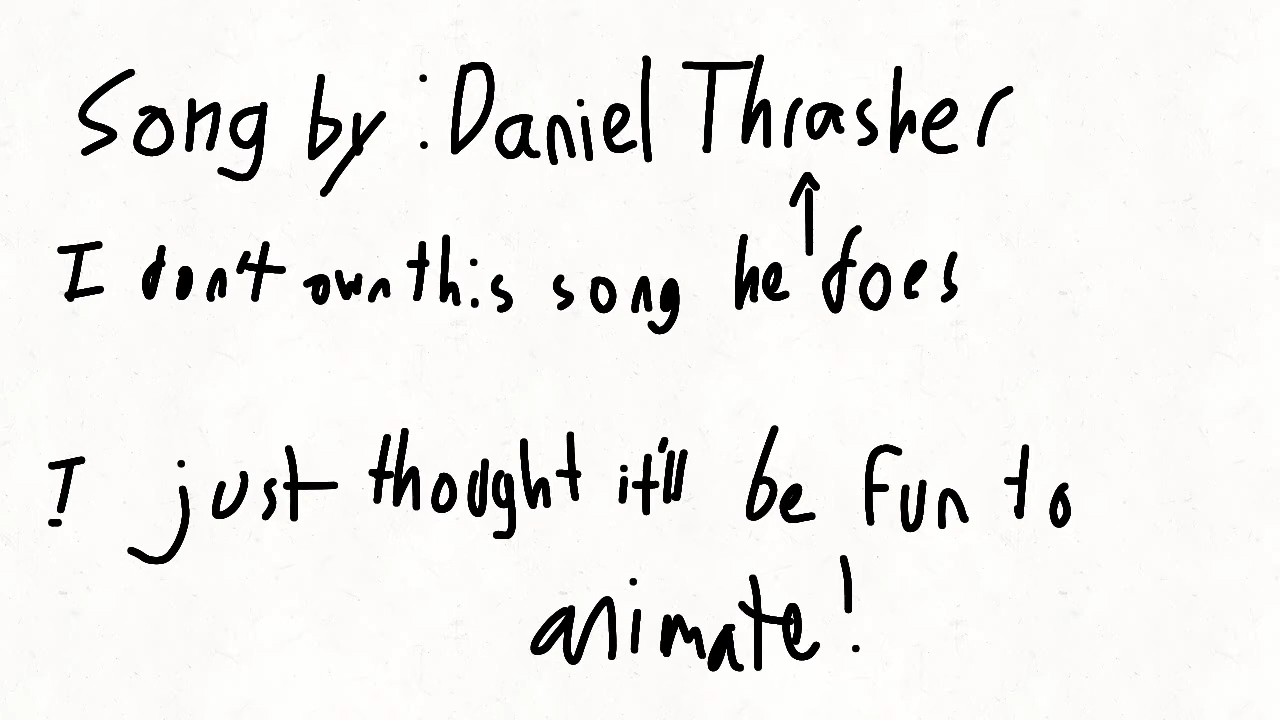 Song by : Daniel Thrasher
I don't own this song he does
I just thought it'll be fun to
animate!